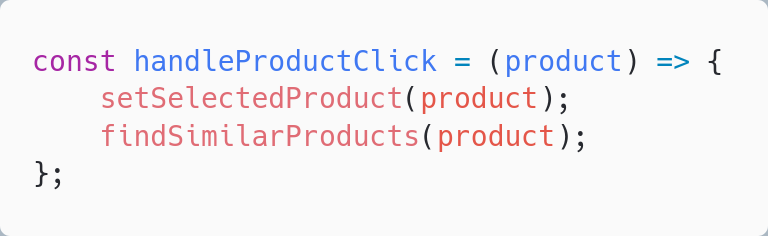 const handleProductClick = (product) => {
    setSelectedProduct(product);
    findSimilarProducts(product);
};